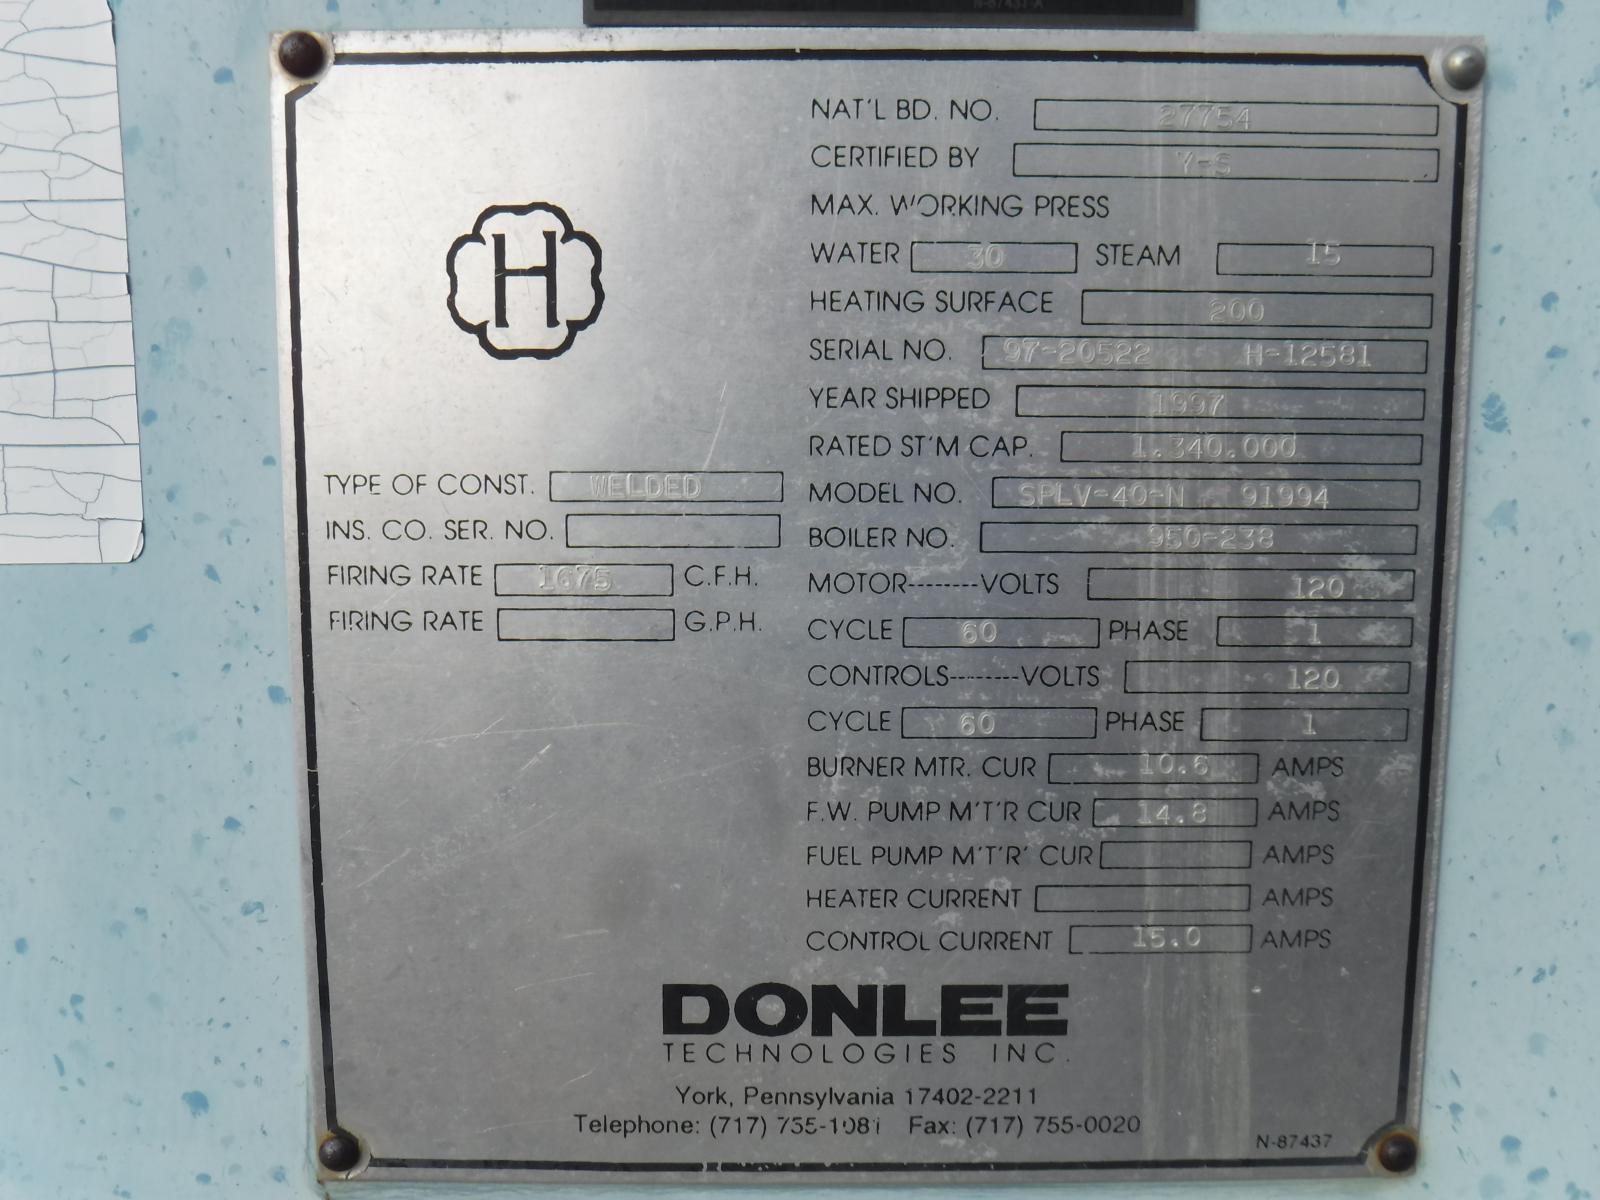 N-87437-A
NAT'L BD. NO. 27754
CERTIFIED BY Y-S
MAX. WORKING PRESS
WATER 30 STEAM 15
HEATING SURFACE 200
SERIAL NO. 97-20522 H-12581
YEAR SHIPPED 1997
RATED ST'M CAP. 1.340.000
MODEL NO. SPLV-40-N 91994
BOILER NO. 950-238
MOTOR--------VOLTS 120
CYCLE 60 PHASE 1
CONTROLS--------VOLTS 120
CYCLE 60 PHASE 1
BURNER MTR. CUR 10.6 AMPS
F.W. PUMP M'T'R CUR 14.8 AMPS
FUEL PUMP M'T'R' CUR AMPS
HEATER CURRENT AMPS
CONTROL CURRENT 15.0 AMPS
H
TYPE OF CONST. WELDED
INS. CO. SER. NO.
FIRING RATE 1675 C.F.H.
FIRING RATE G.P.H.
DONLEE
TECHNOLOGIES INC.
York, Pennsylvania 17402-2211
Telephone: (717) 755-1081 Fax: (717) 755-0020
N-87437